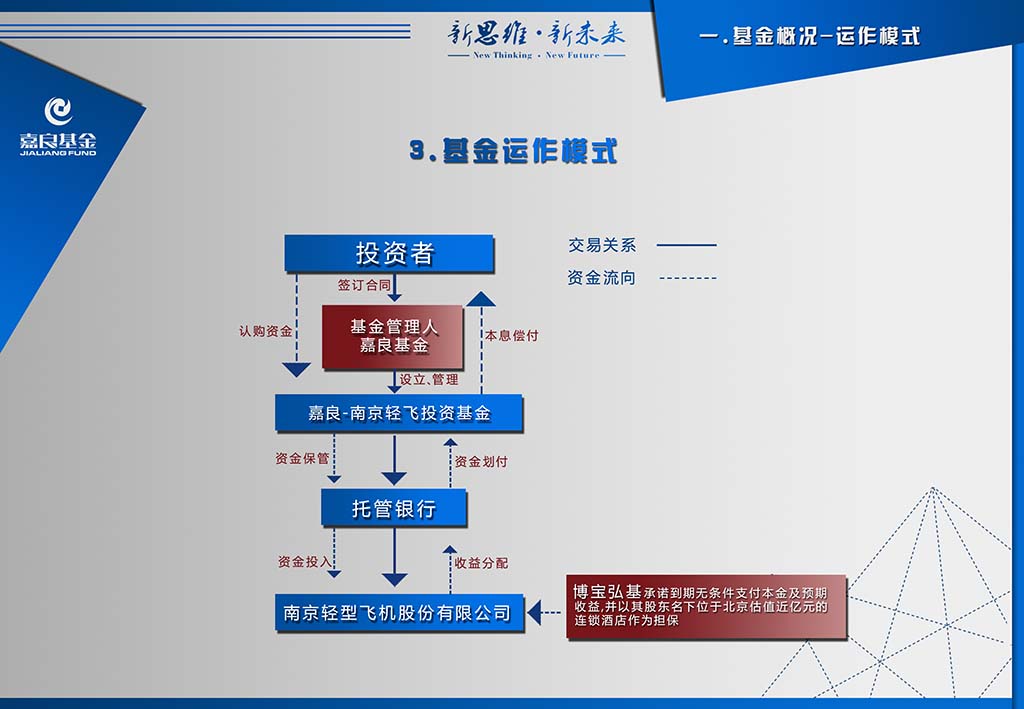 新思维·新未来
New Thinking · New Future
一.基金概况-运作模式
嘉良基金
JIALIANG FUND
3.基金运作模式
投资者
交易关系
资金流向
签订合同
认购资金
基金管理人
嘉良基金
本息偿付
设立、管理
嘉良-南京轻飞投资基金
资金保管
资金划付
托管银行
资金投入
收益分配
南京轻型飞机股份有限公司
博宝弘基承诺到期无条件支付本金及预期
收益,并以其股东名下位于北京估值近亿元的
连锁酒店作为担保